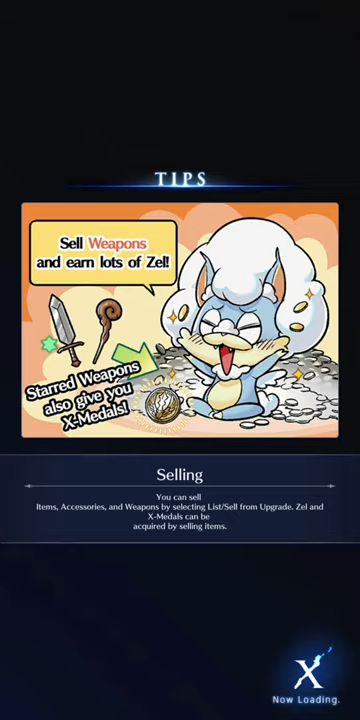 TIPS
Sell Weapons
and earn lots of Zel!
Starred Weapons
also give you
X-Medals!
Selling
You can sell
Items, Accessories, and Weapons by selecting List/Sell from Upgrade. Zel and
X-Medals can be
acquired by selling items.
X
Now Loading.